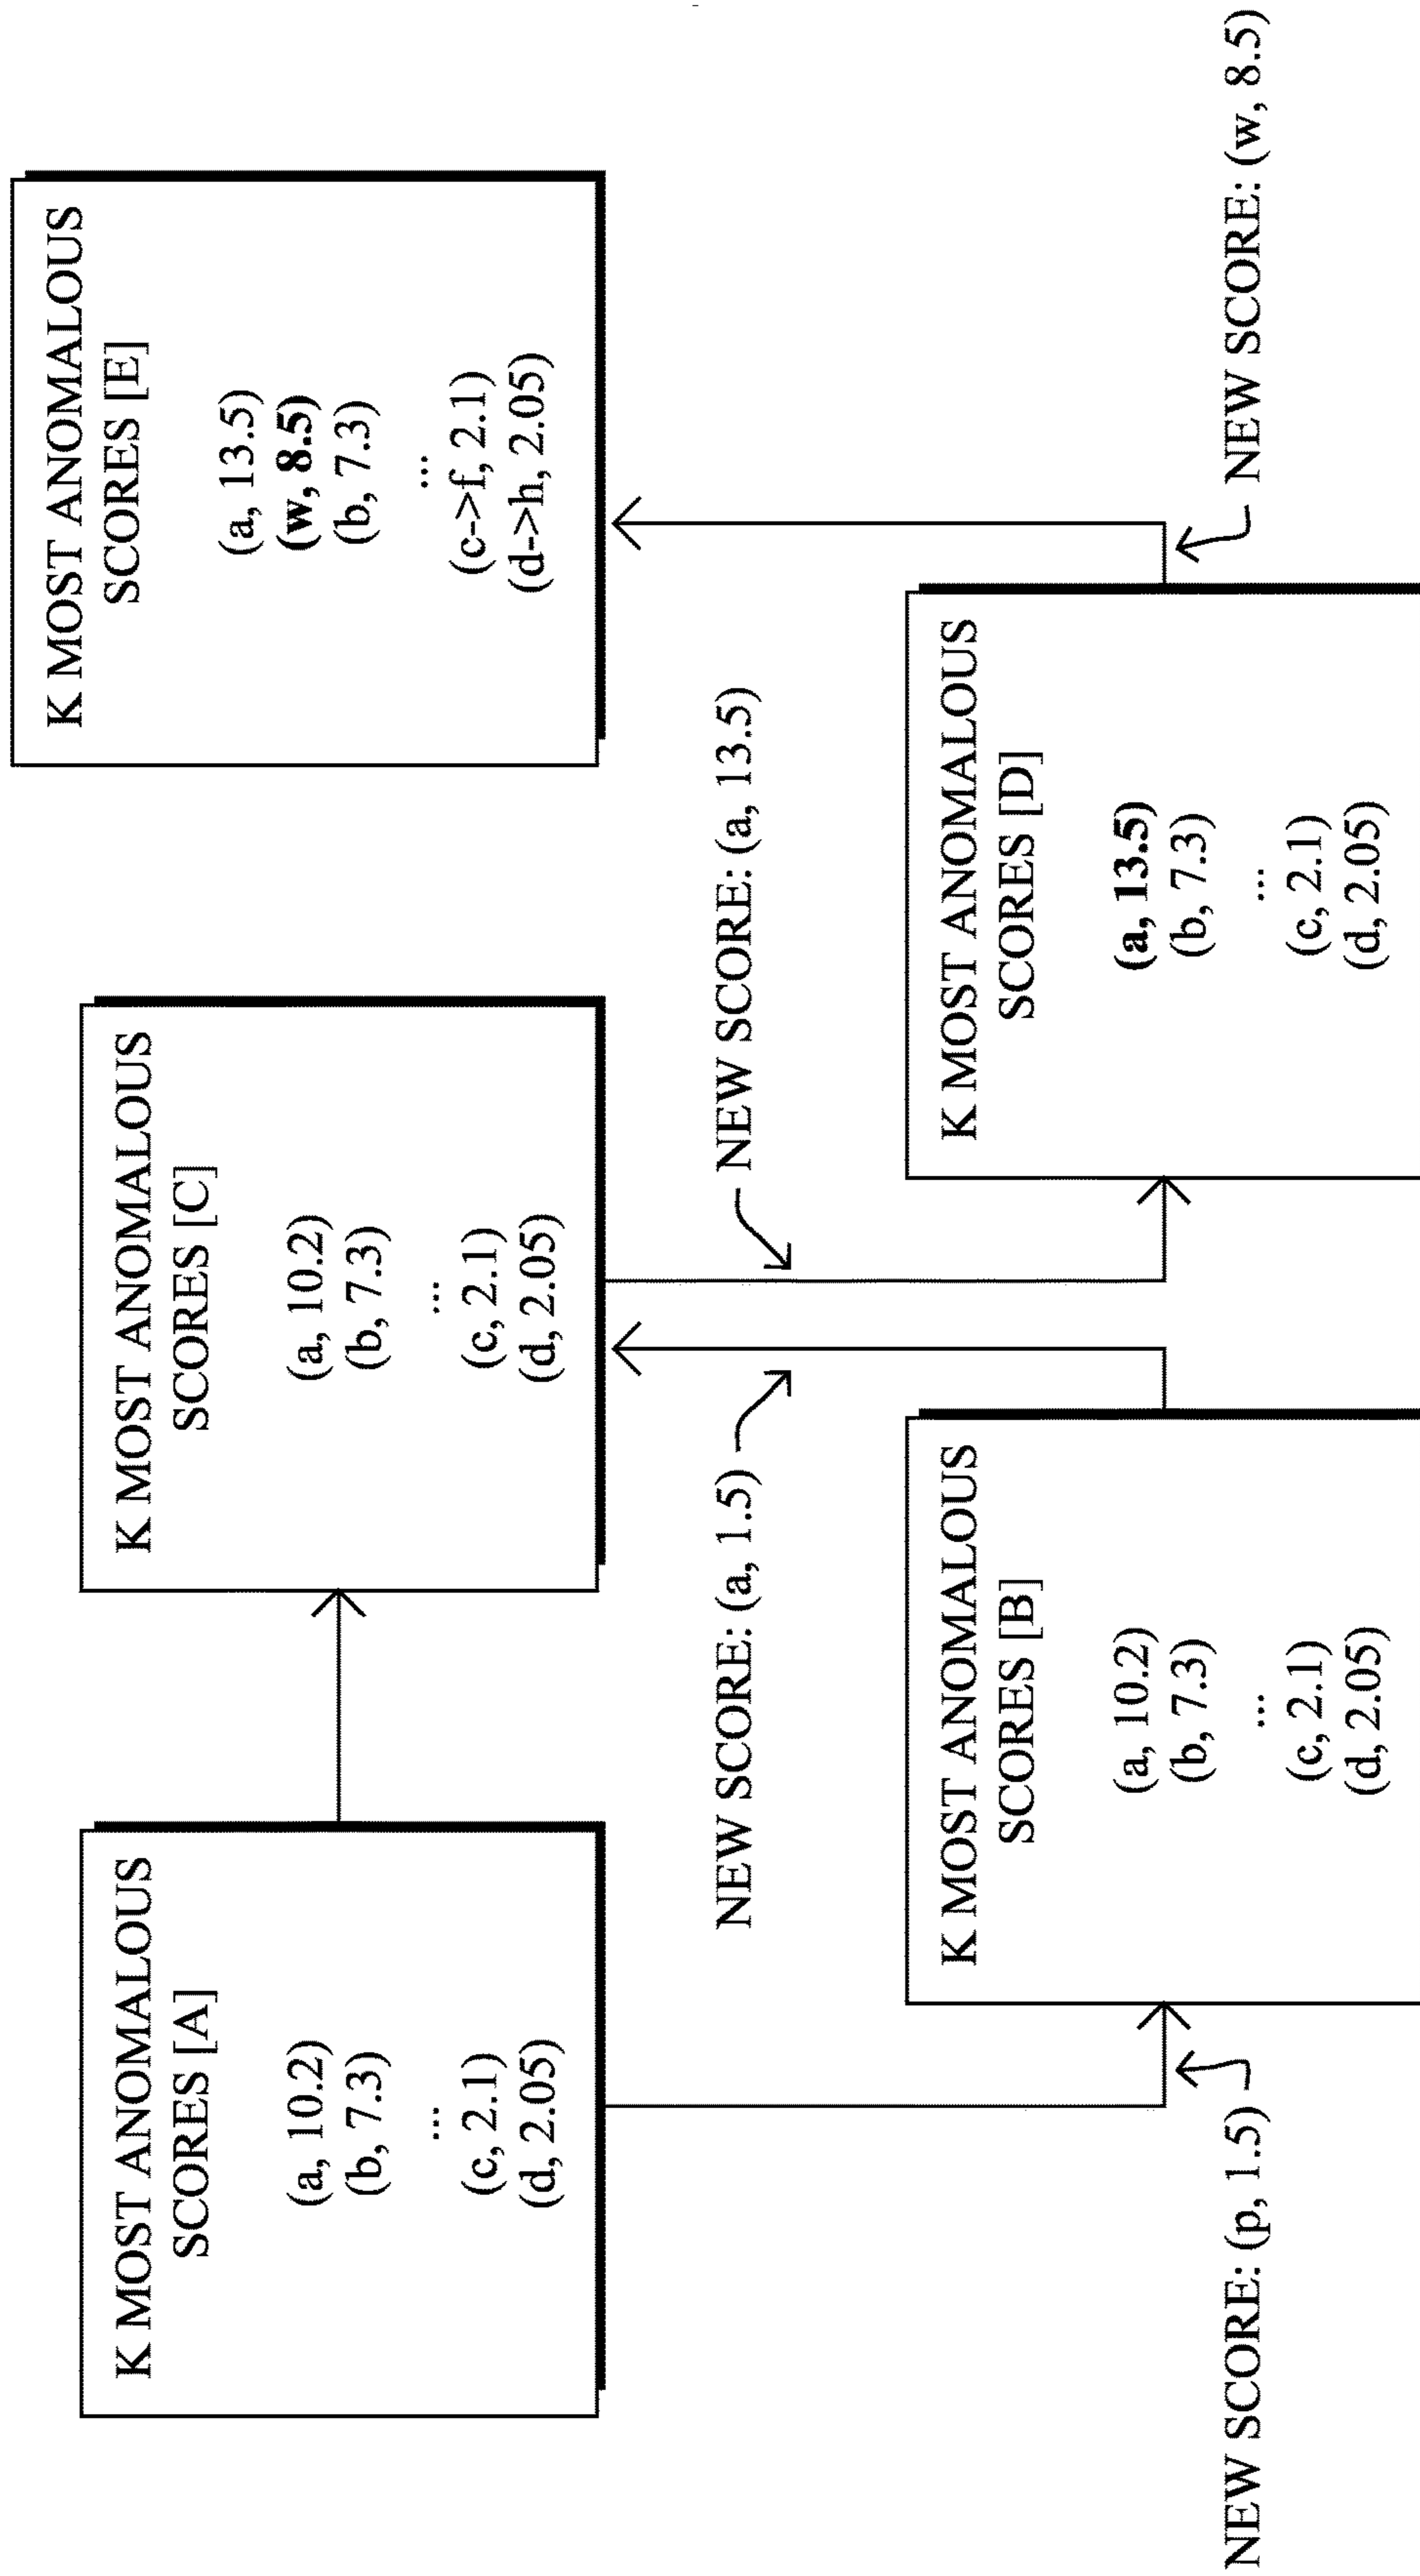 K MOST ANOMALOUS
SCORES [A]
(a, 10.2)
(b, 7.3)
...
(c, 2.1)
(d, 2.05)
K MOST ANOMALOUS
SCORES [C]
(a, 10.2)
(b, 7.3)
...
(c, 2.1)
(d, 2.05)
K MOST ANOMALOUS
SCORES [E]
(a, 13.5)
(w, 8.5)
(b, 7.3)
...
(c->f, 2.1)
(d->h, 2.05)
NEW SCORE: (a, 1.5)
NEW SCORE: (a, 13.5)
K MOST ANOMALOUS
SCORES [B]
(a, 10.2)
(b, 7.3)
...
(c, 2.1)
(d, 2.05)
K MOST ANOMALOUS
SCORES [D]
(a, 13.5)
(b, 7.3)
...
(c, 2.1)
(d, 2.05)
NEW SCORE: (p, 1.5)
NEW SCORE: (w, 8.5)